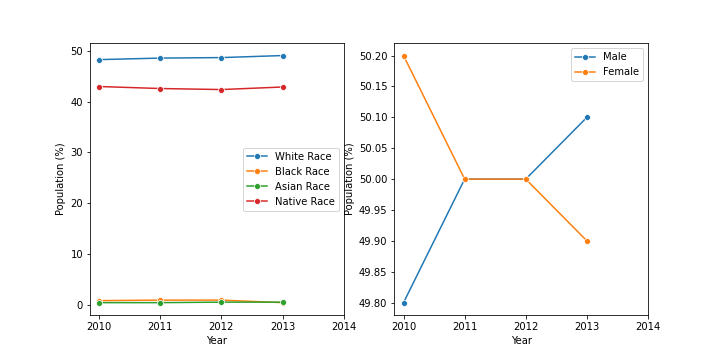 50
40
30
20
10
0
Population (%)
2010 2011 2012 2013 2014
Year
White Race
Black Race
Asian Race
Native Race
50.20
50.15
50.10
50.05
50.00
49.95
49.90
49.85
49.80
Population (%)
2010 2011 2012 2013 2014
Year
Male
Female